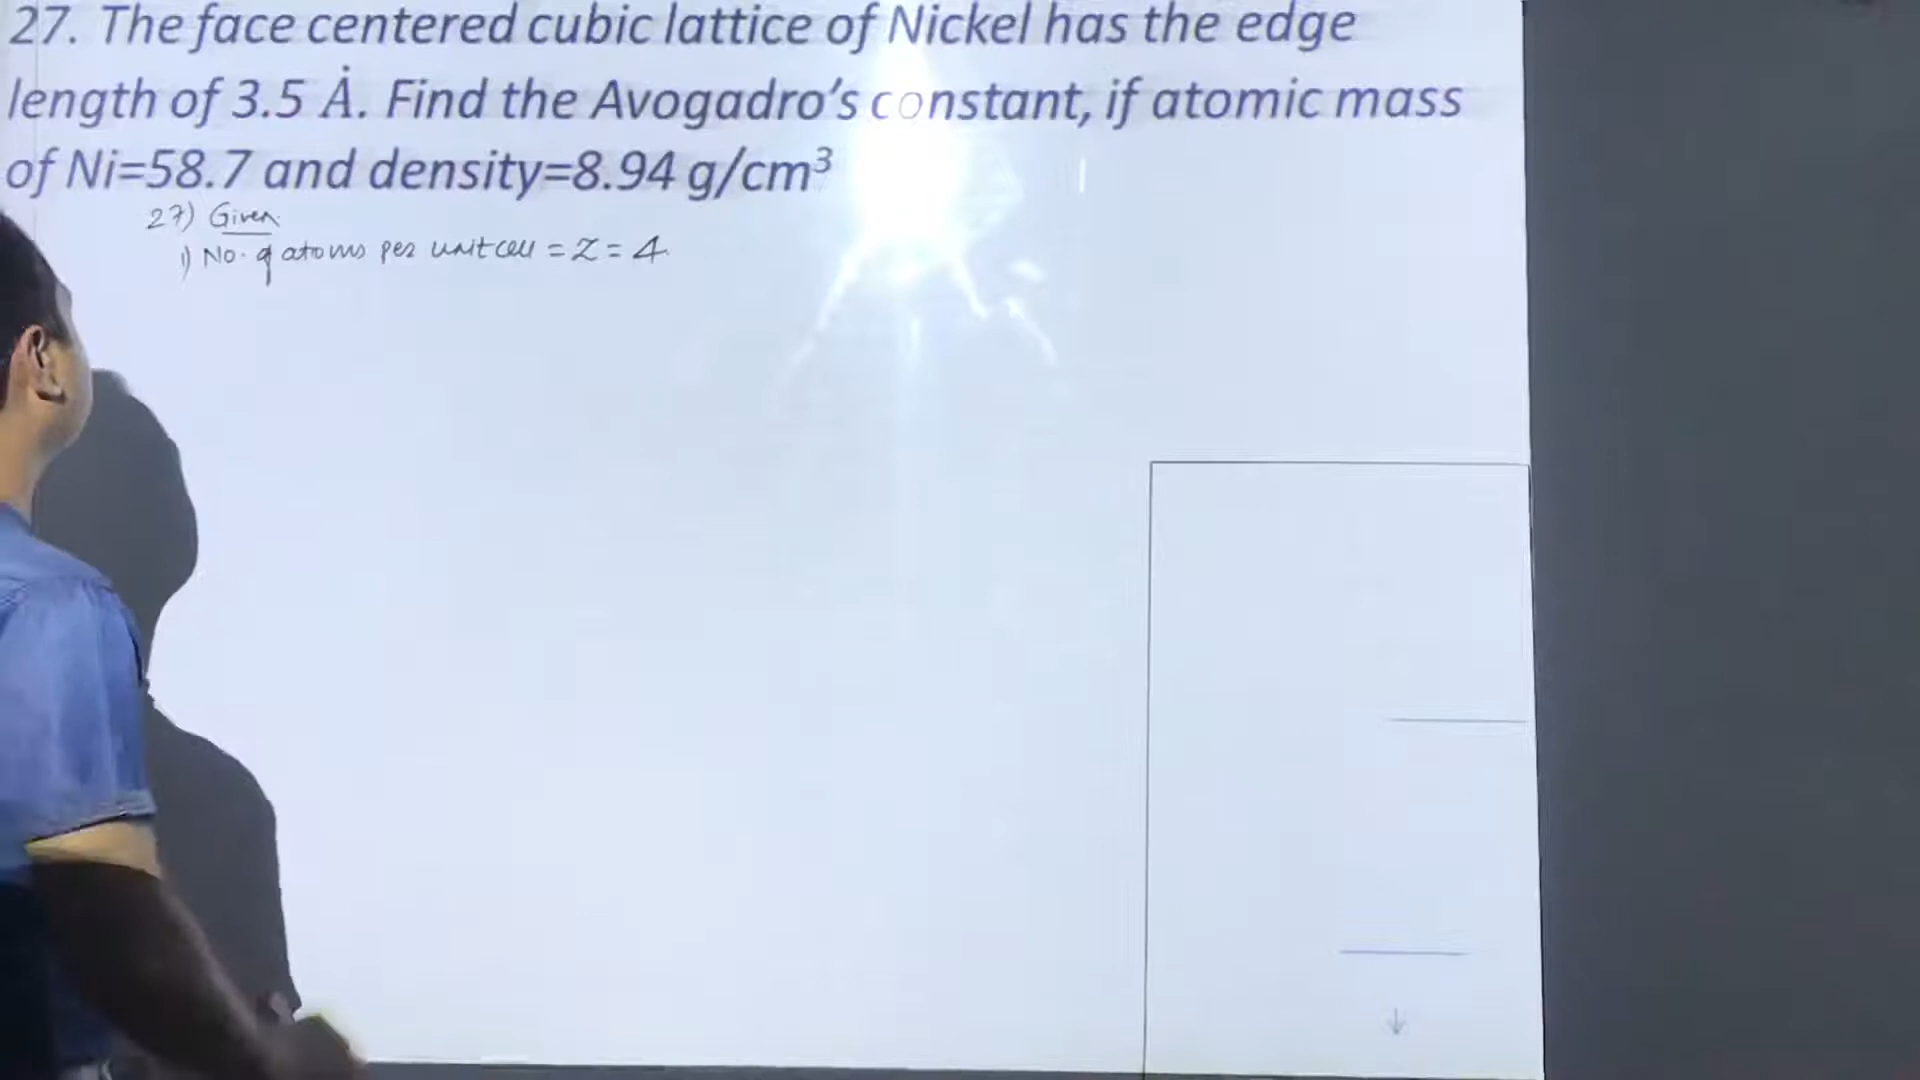 27. The face centered cubic lattice of Nickel has the edge
length of 3.5 Å. Find the Avogadro's constant, if atomic mass
of Ni=58.7 and density=8.94 g/cm³
27) Given
i) No. of atoms per unit cell = Z = 4.